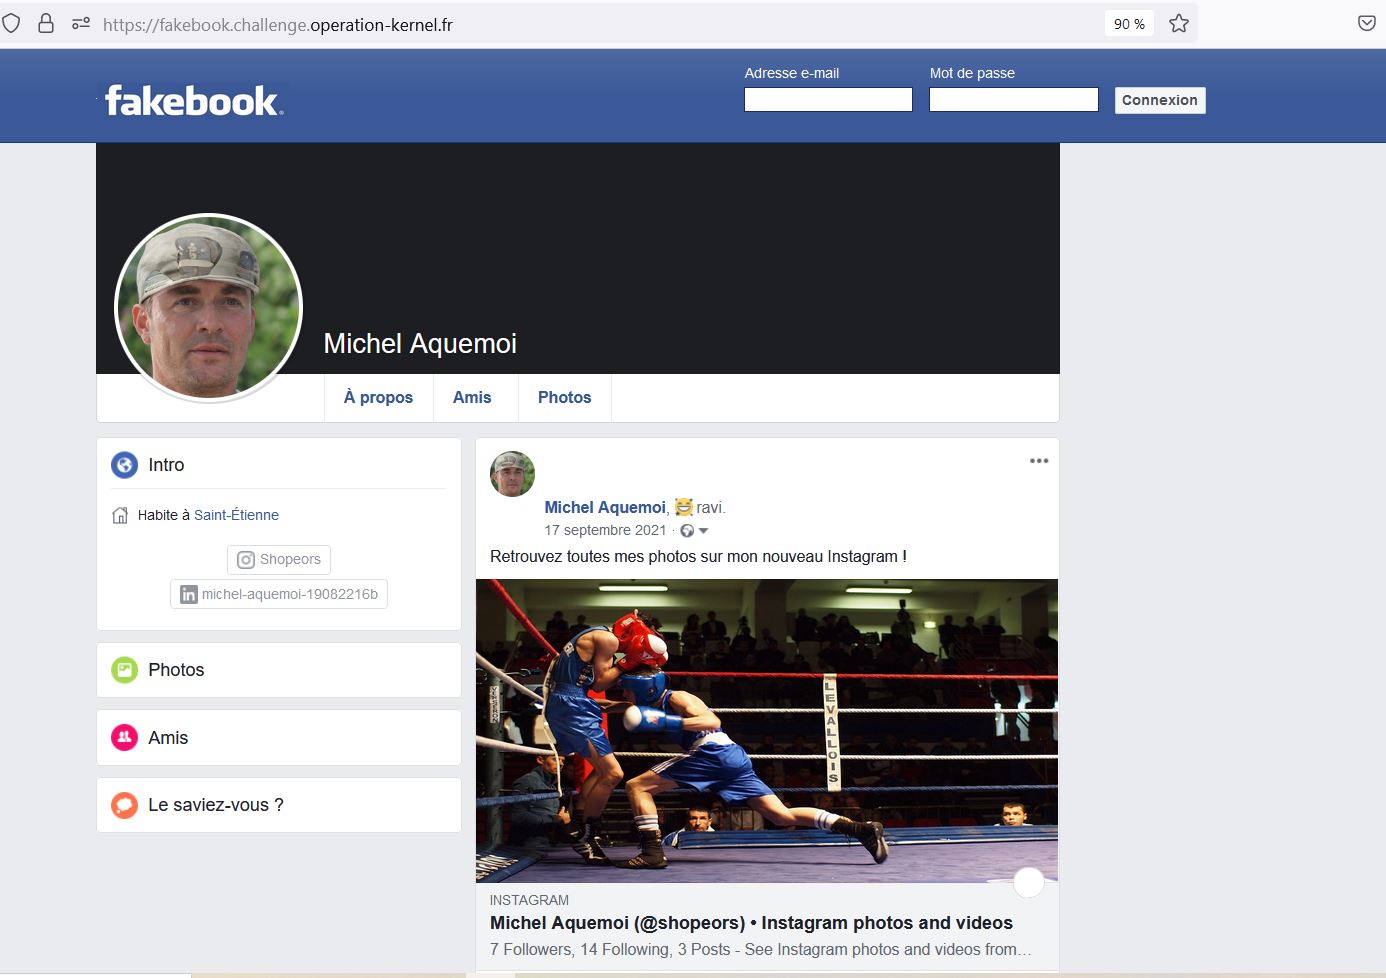 https://fakebook.challenge.operation-kernel.fr
90 %
Adresse e-mail
Mot de passe
fakebook
Connexion
Michel Aquemoi
À propos
Amis
Photos
Intro
Habite à Saint-Étienne
Shopeors
michel-aquemoi-19082216b
Photos
Amis
Le saviez-vous ?
Michel Aquemoi, 😆 ravi.
17 septembre 2021 ·
Retrouvez toutes mes photos sur mon nouveau Instagram !
LEVALLOIS
INSTAGRAM
Michel Aquemoi (@shopeors) • Instagram photos and videos
7 Followers, 14 Following, 3 Posts - See Instagram photos and videos from…